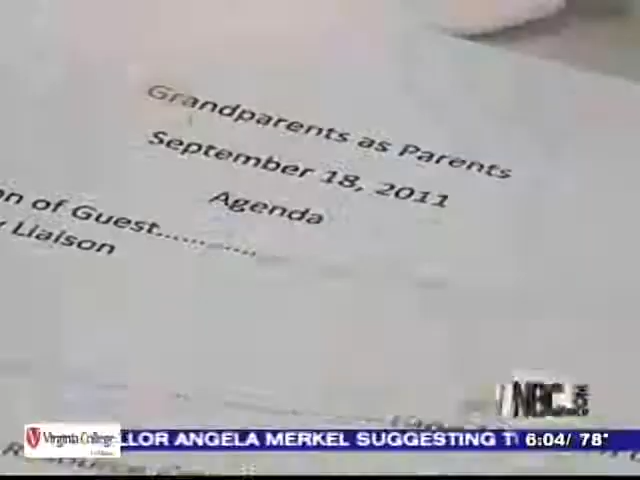 Grandparents as Parents
September 18, 2011
Agenda
on of Guest................
Liaison
NBC
Virginia College
LLOR ANGELA MERKEL SUGGESTING T
6:04/ 78°